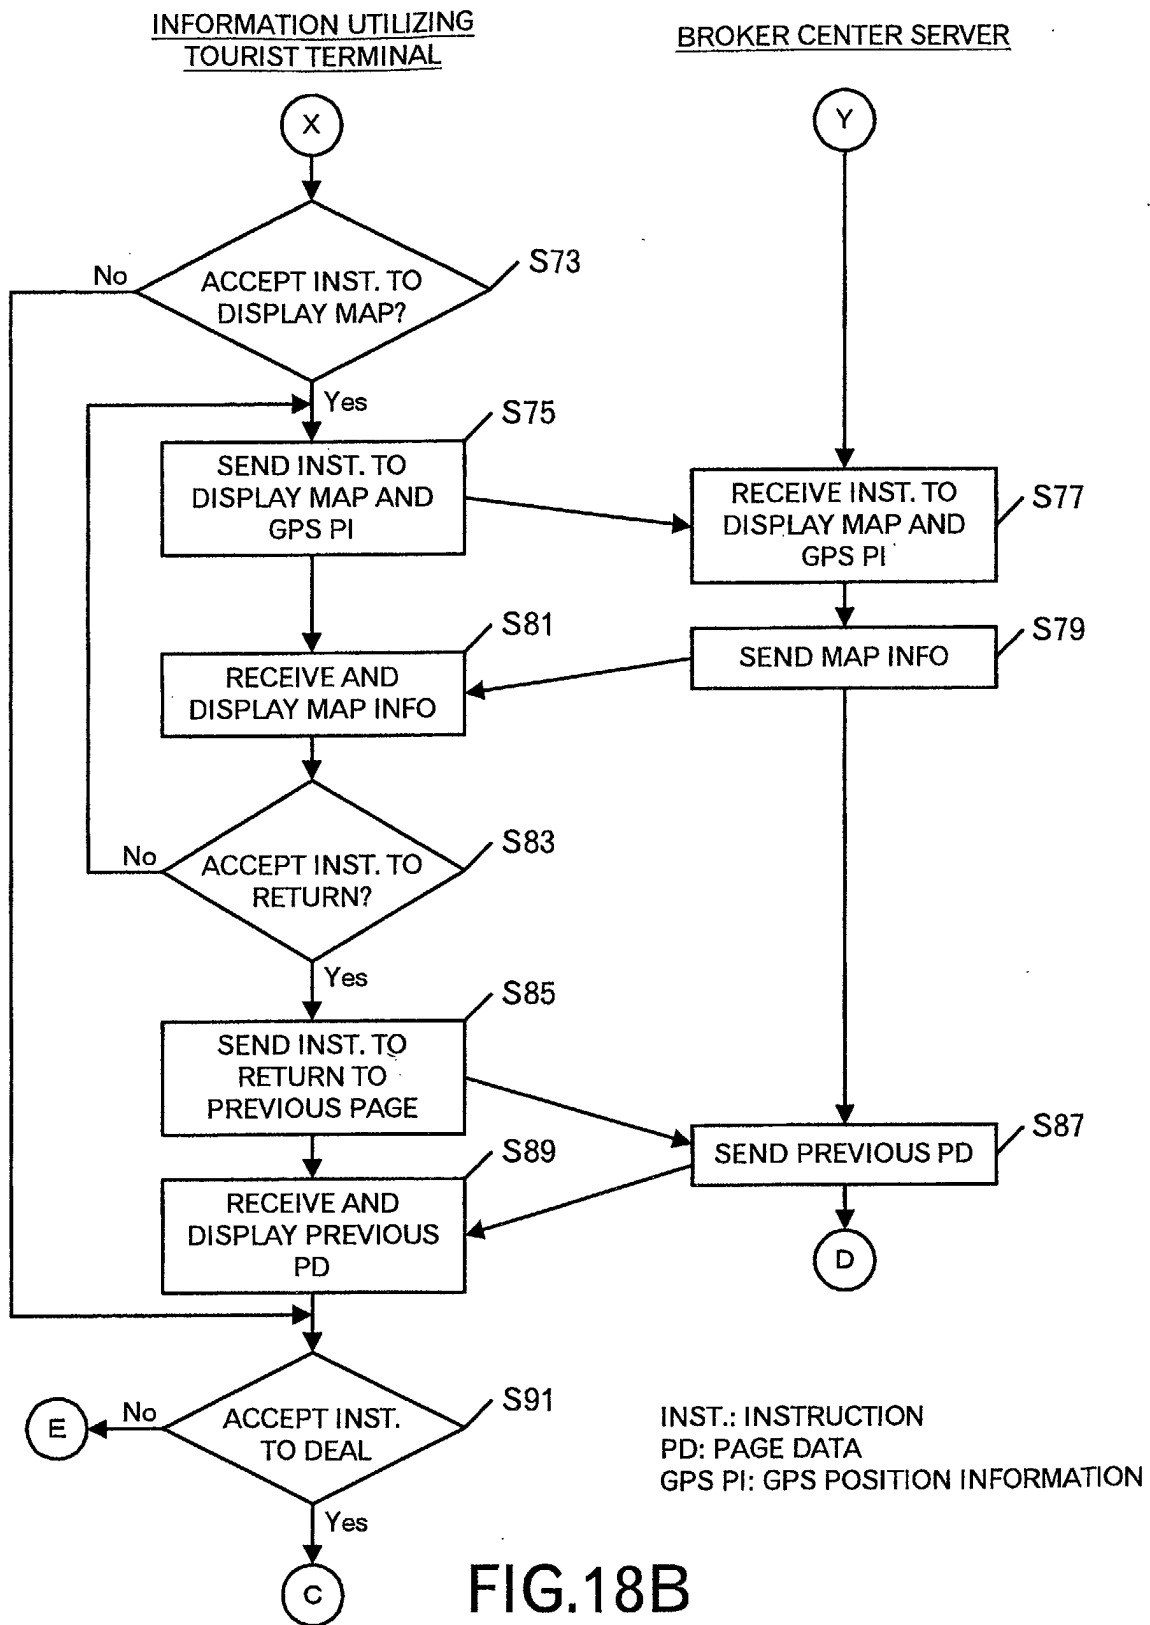 INFORMATION UTILIZING
TOURIST TERMINAL
BROKER CENTER SERVER
X
Y
ACCEPT INST. TO
DISPLAY MAP?
S73
No
Yes
SEND INST. TO
DISPLAY MAP AND
GPS PI
S75
RECEIVE INST. TO
DISPLAY MAP AND
GPS PI
S77
SEND MAP INFO
S79
RECEIVE AND
DISPLAY MAP INFO
S81
ACCEPT INST. TO
RETURN?
S83
No
Yes
SEND INST. TO
RETURN TO
PREVIOUS PAGE
S85
SEND PREVIOUS PD
S87
RECEIVE AND
DISPLAY PREVIOUS
PD
S89
D
ACCEPT INST.
TO DEAL
S91
No
E
Yes
C
INST.: INSTRUCTION
PD: PAGE DATA
GPS PI: GPS POSITION INFORMATION
FIG.18B